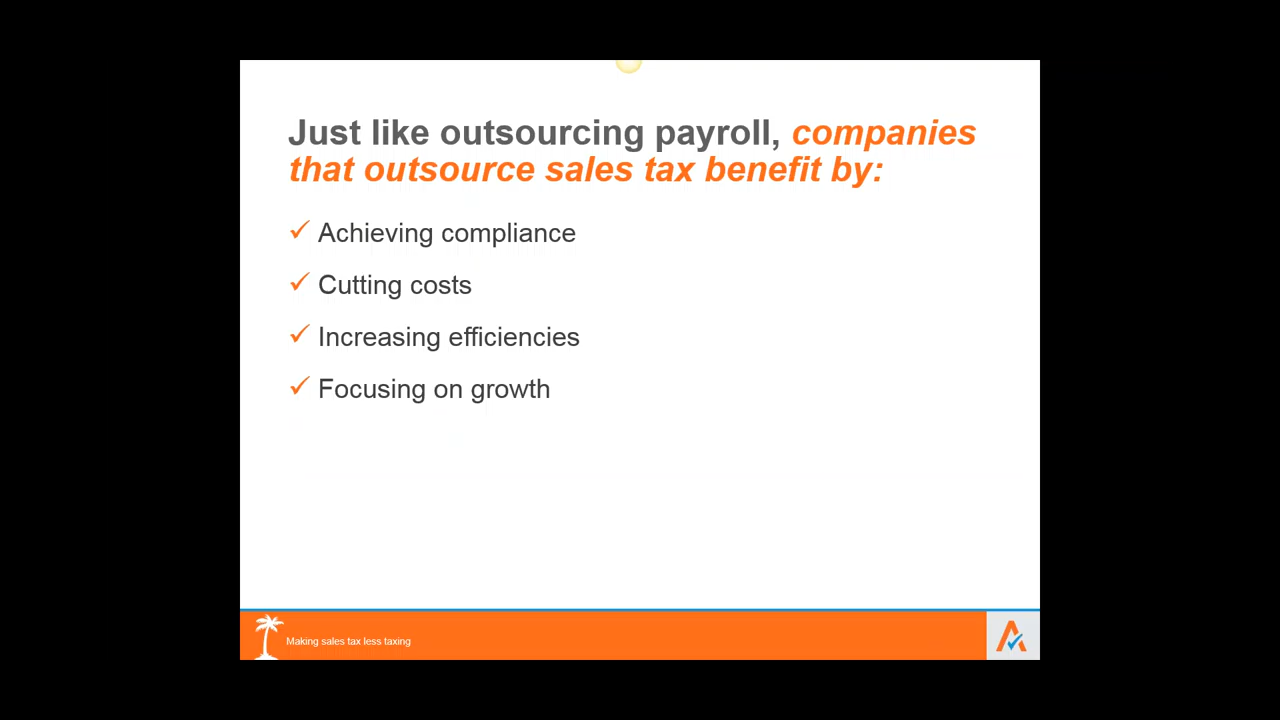 Just like outsourcing payroll, companies
that outsource sales tax benefit by:
Achieving compliance
Cutting costs
Increasing efficiencies
Focusing on growth
Making sales tax less taxing